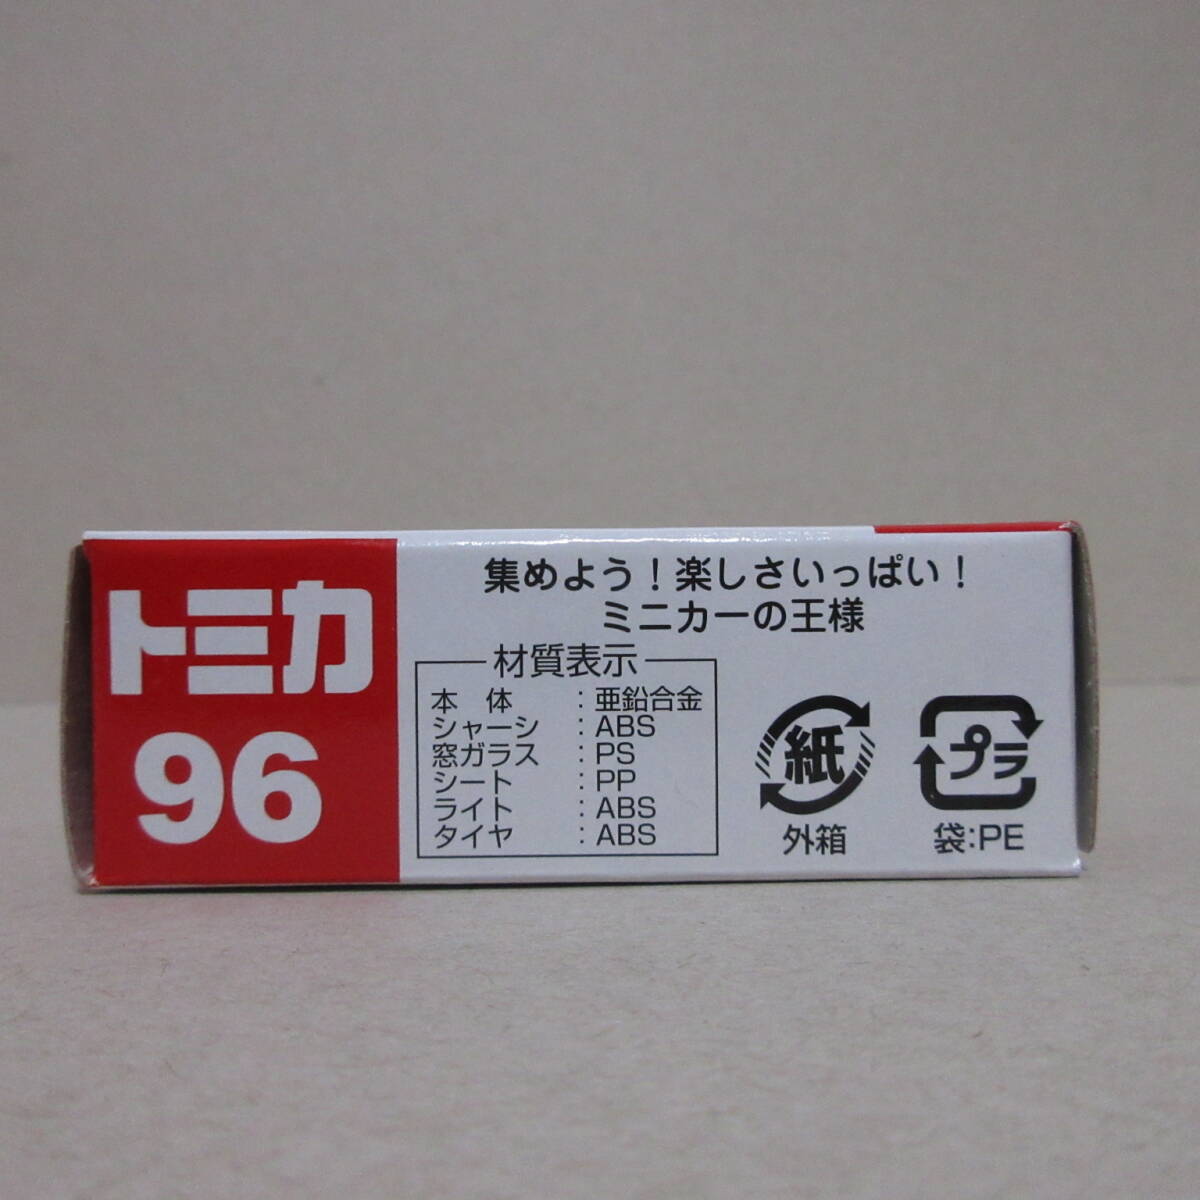 トミカ
96
集めよう！楽しさいっぱい！
ミニカーの王様
材質表示
本　体　：亜鉛合金
シャーシ　：ABS
窓ガラス　：PS
シート　：PP
ライト　：ABS
タイヤ　：ABS
紙
外箱
プラ
袋:PE